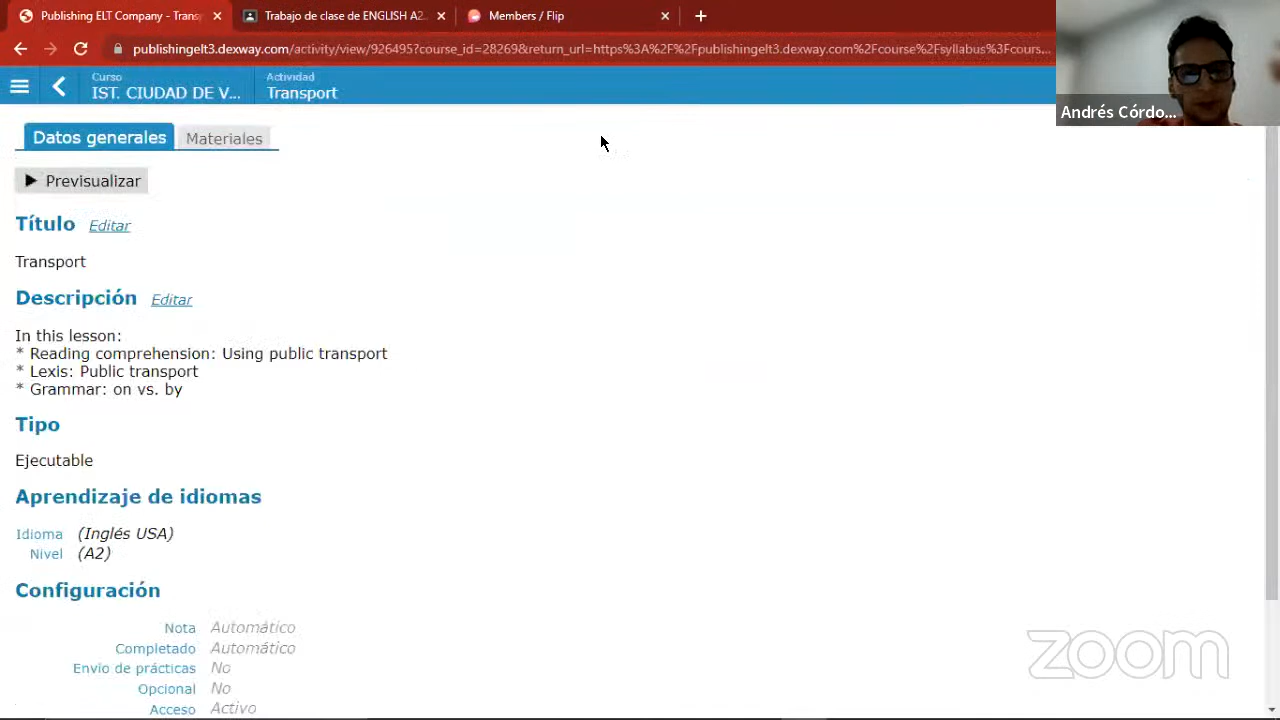 Publishing ELT Company - Trans
Trabajo de clase de ENGLISH A2.
Members / Flip
publishingelt3.dexway.com/activity/view/926495?course_id=28269&return_url=https%3A%2F%2Fpublishingelt3.dexway.com%2Fcourse%2Fsyllabus%3Fcours...
Curso
IST. CIUDAD DE V...
Actividad
Transport
Andrés Córdo...
Datos generales
Materiales
Previsualizar
Título Editar
Transport
Descripción Editar
In this lesson:
* Reading comprehension: Using public transport
* Lexis: Public transport
* Grammar: on vs. by
Tipo
Ejecutable
Aprendizaje de idiomas
Idioma (Inglés USA)
Nivel (A2)
Configuración
Nota Automático
Completado Automático
Envío de prácticas No
Opcional No
Acceso Activo
zoom